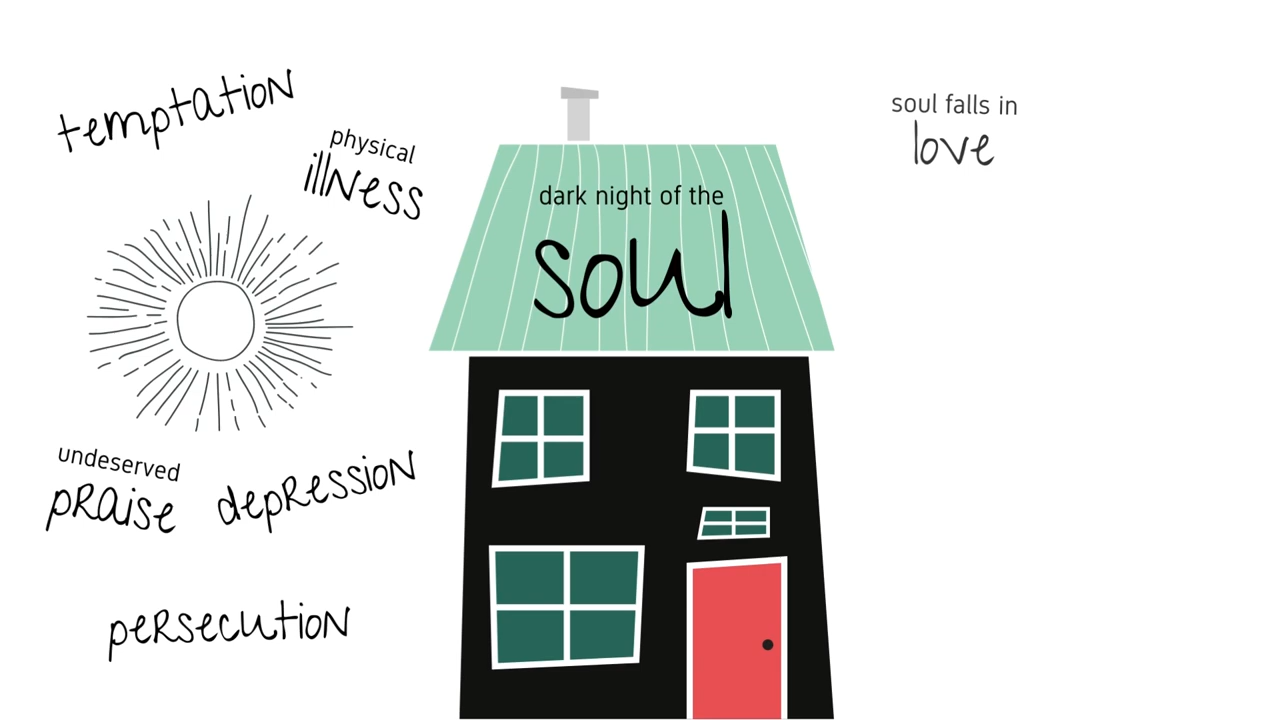 temptation
physical
illness
undeserved
praise
depression
persecution
dark night of the
soul
soul falls in
love